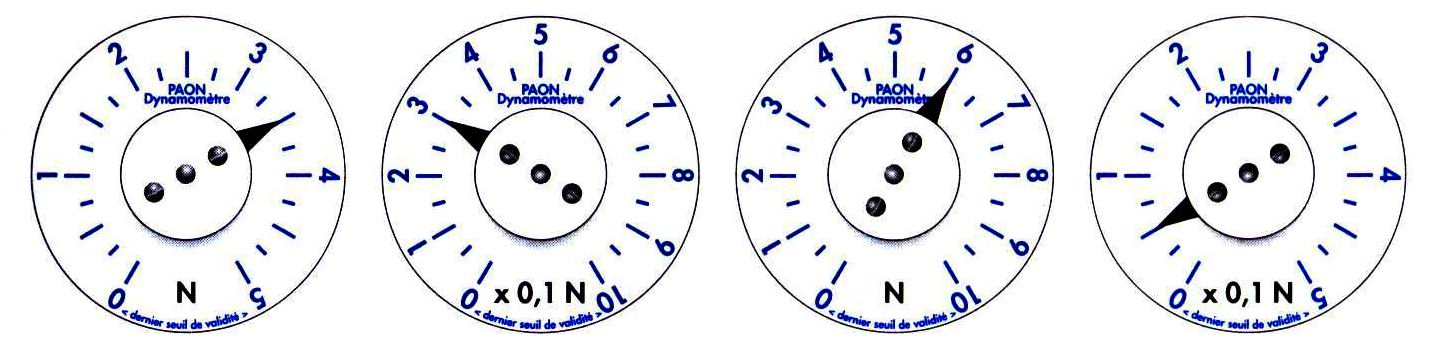 2 3
PAON
Dynamomètre
1 4
N
0 5
< dernier seuil de validité >
5
4 6
3 7
PAON
Dynamomètre
2 8
1 9
x 0,1 N
0 10
< dernier seuil de validité >
5
4 6
3 7
PAON
Dynamomètre
2 8
1 9
N
0 10
< dernier seuil de validité >
2 3
PAON
Dynamomètre
1 4
x 0,1 N
0 5
< dernier seuil de validité >